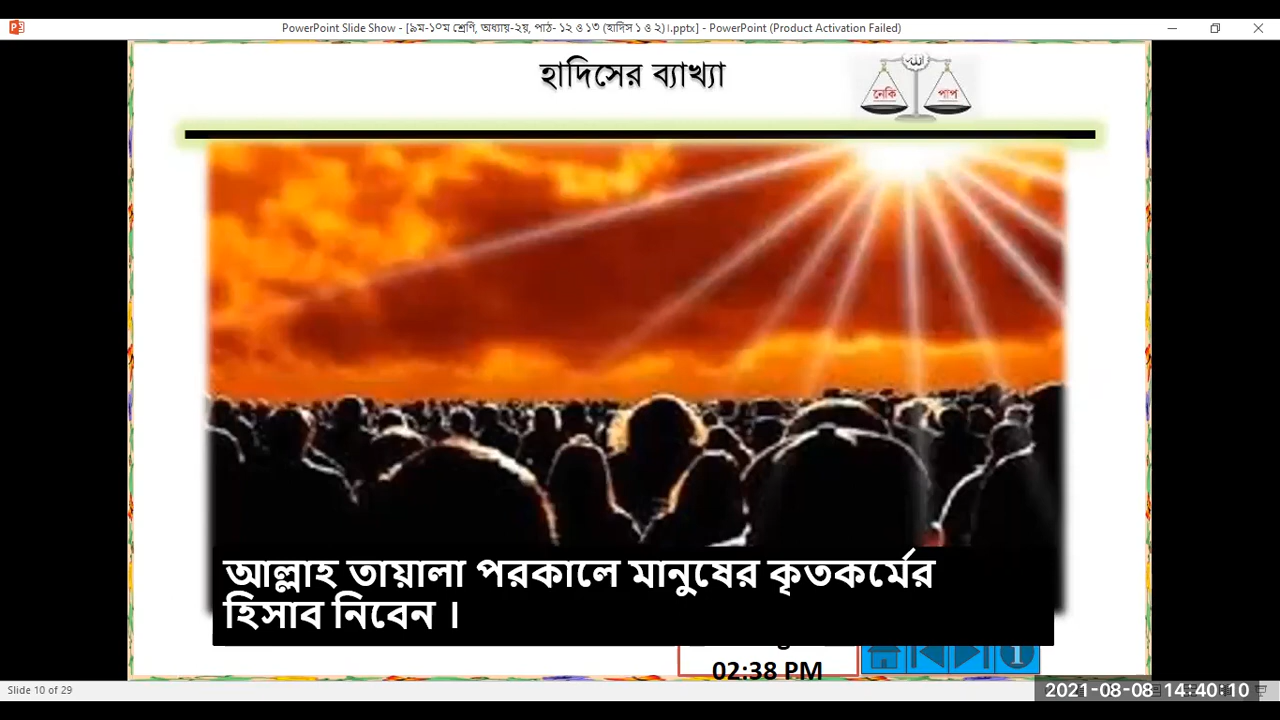 PowerPoint Slide Show - [৯ম-১০ম শ্রেণি, অধ্যায়-২য়, পাঠ- ১২ ও ১৩ (হাদিস ১ ও ২)।.pptx] - PowerPoint (Product Activation Failed)
হাদিসের ব্যাখ্যা
الله
নেকি
পাপ
আল্লাহ তায়ালা পরকালে মানুষের কৃতকর্মের
হিসাব নিবেন ।
02:38 PM
Slide 10 of 29
2021-08-08 14:40:10